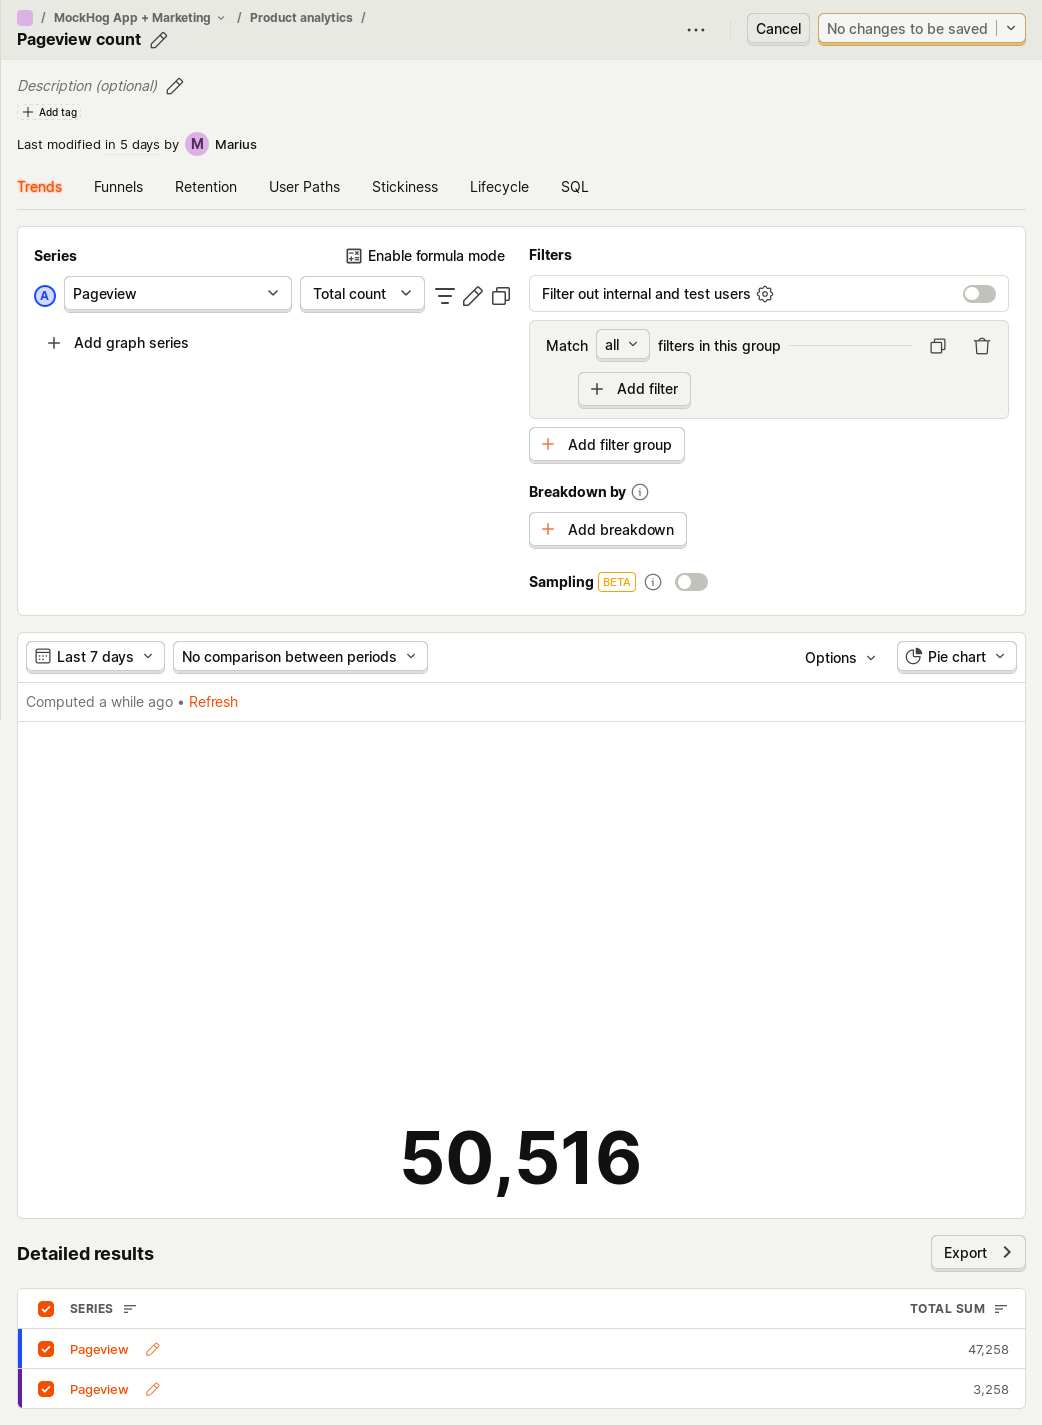 / MockHog App + Marketing / Product analytics /
Pageview count
Cancel
No changes to be saved
Description (optional)
Add tag
Last modified in 5 days by M Marius
Trends Funnels Retention User Paths Stickiness Lifecycle SQL
Series
Enable formula mode
A Pageview Total count
Add graph series
Filters
Filter out internal and test users
Match all filters in this group
Add filter
Add filter group
Breakdown by
Add breakdown
Sampling BETA
Last 7 days No comparison between periods Options Pie chart
Computed a while ago • Refresh
50,516
Detailed results
Export
SERIES TOTAL SUM
Pageview 47,258
Pageview 3,258